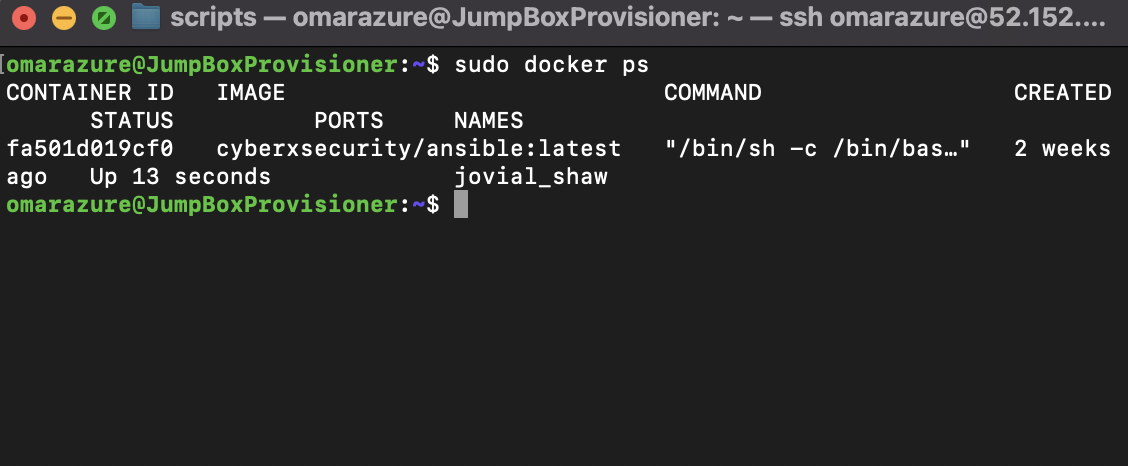 scripts — omarazure@JumpBoxProvisioner: ~ — ssh omarazure@52.152....
[omarazure@JumpBoxProvisioner:~$ sudo docker ps
CONTAINER ID   IMAGE                           COMMAND                  CREATED
      STATUS          PORTS     NAMES
fa501d019cf0   cyberxsecurity/ansible:latest   "/bin/sh -c /bin/bas…"   2 weeks
ago   Up 13 seconds             jovial_shaw
omarazure@JumpBoxProvisioner:~$